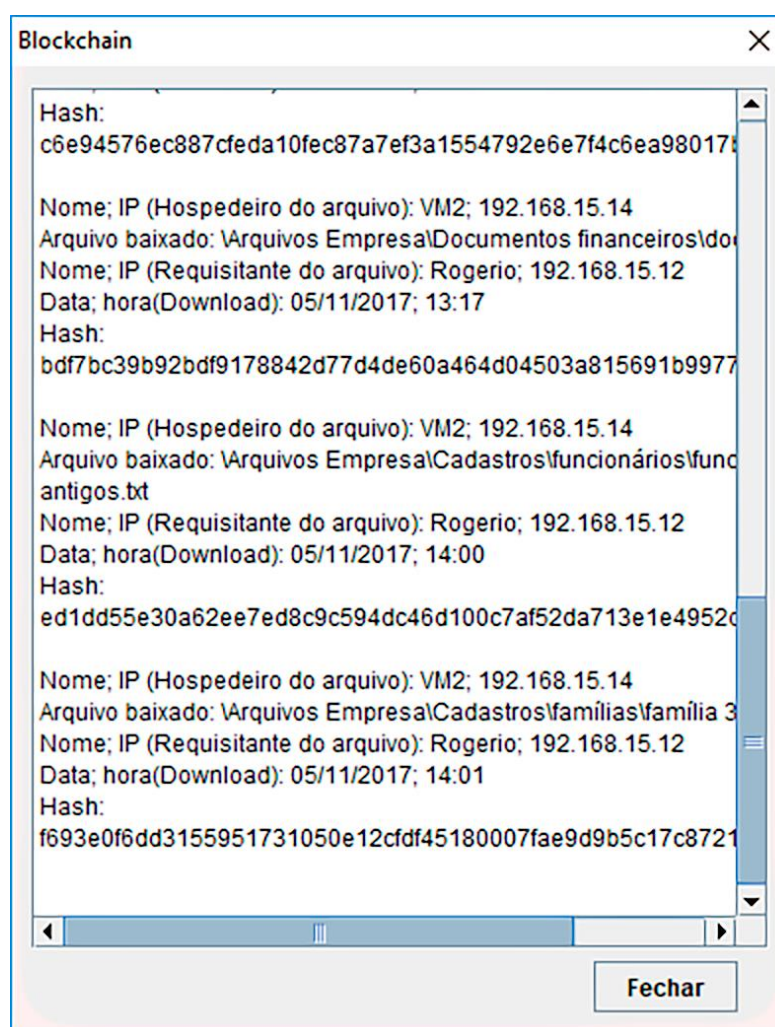 Blockchain
Hash:
c6e94576ec887cfeda10fec87a7ef3a1554792e6e7f4c6ea98017
Nome; IP (Hospedeiro do arquivo): VM2; 192.168.15.14
Arquivo baixado: \Arquivos Empresa\Documentos financeiros\do
Nome; IP (Requisitante do arquivo): Rogerio; 192.168.15.12
Data; hora(Download): 05/11/2017; 13:17
Hash:
bdf7bc39b92bdf9178842d77d4de60a464d04503a815691b9977
Nome; IP (Hospedeiro do arquivo): VM2; 192.168.15.14
Arquivo baixado: \Arquivos Empresa\Cadastros\funcionários\func
antigos.txt
Nome; IP (Requisitante do arquivo): Rogerio; 192.168.15.12
Data; hora(Download): 05/11/2017; 14:00
Hash:
ed1dd55e30a62ee7ed8c9c594dc46d100c7af52da713e1e4952c
Nome; IP (Hospedeiro do arquivo): VM2; 192.168.15.14
Arquivo baixado: \Arquivos Empresa\Cadastros\famílias\família 3
Nome; IP (Requisitante do arquivo): Rogerio; 192.168.15.12
Data; hora(Download): 05/11/2017; 14:01
Hash:
f693e0f6dd3155951731050e12cfdf45180007fae9d9b5c17c8721
Fechar